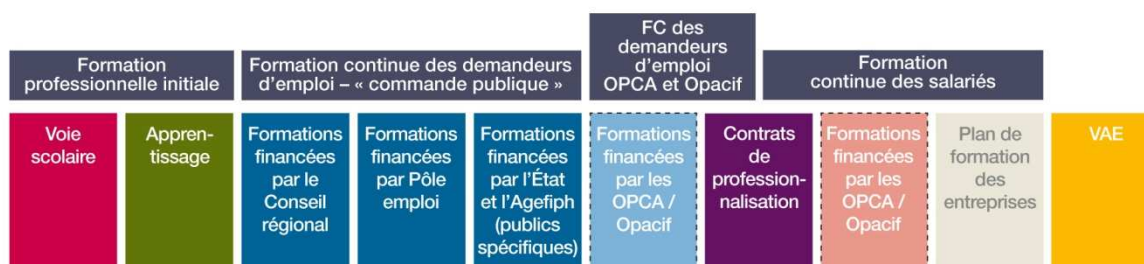 Formation
professionnelle initiale
Formation continue des demandeurs
d'emploi – « commande publique »
FC des
demandeurs
d'emploi
OPCA et Opacif
Formation
continue des salariés
Voie
scolaire
Appren-
tissage
Formations
financées
par le
Conseil
régional
Formations
financées
par Pôle
emploi
Formations
financées
par l'État
et l'Agefiph
(publics
spécifiques)
Formations
financées
par les
OPCA /
Opacif
Contrats
de
profession-
nalisation
Formations
financées
par les
OPCA /
Opacif
Plan de
formation
des
entreprises
VAE